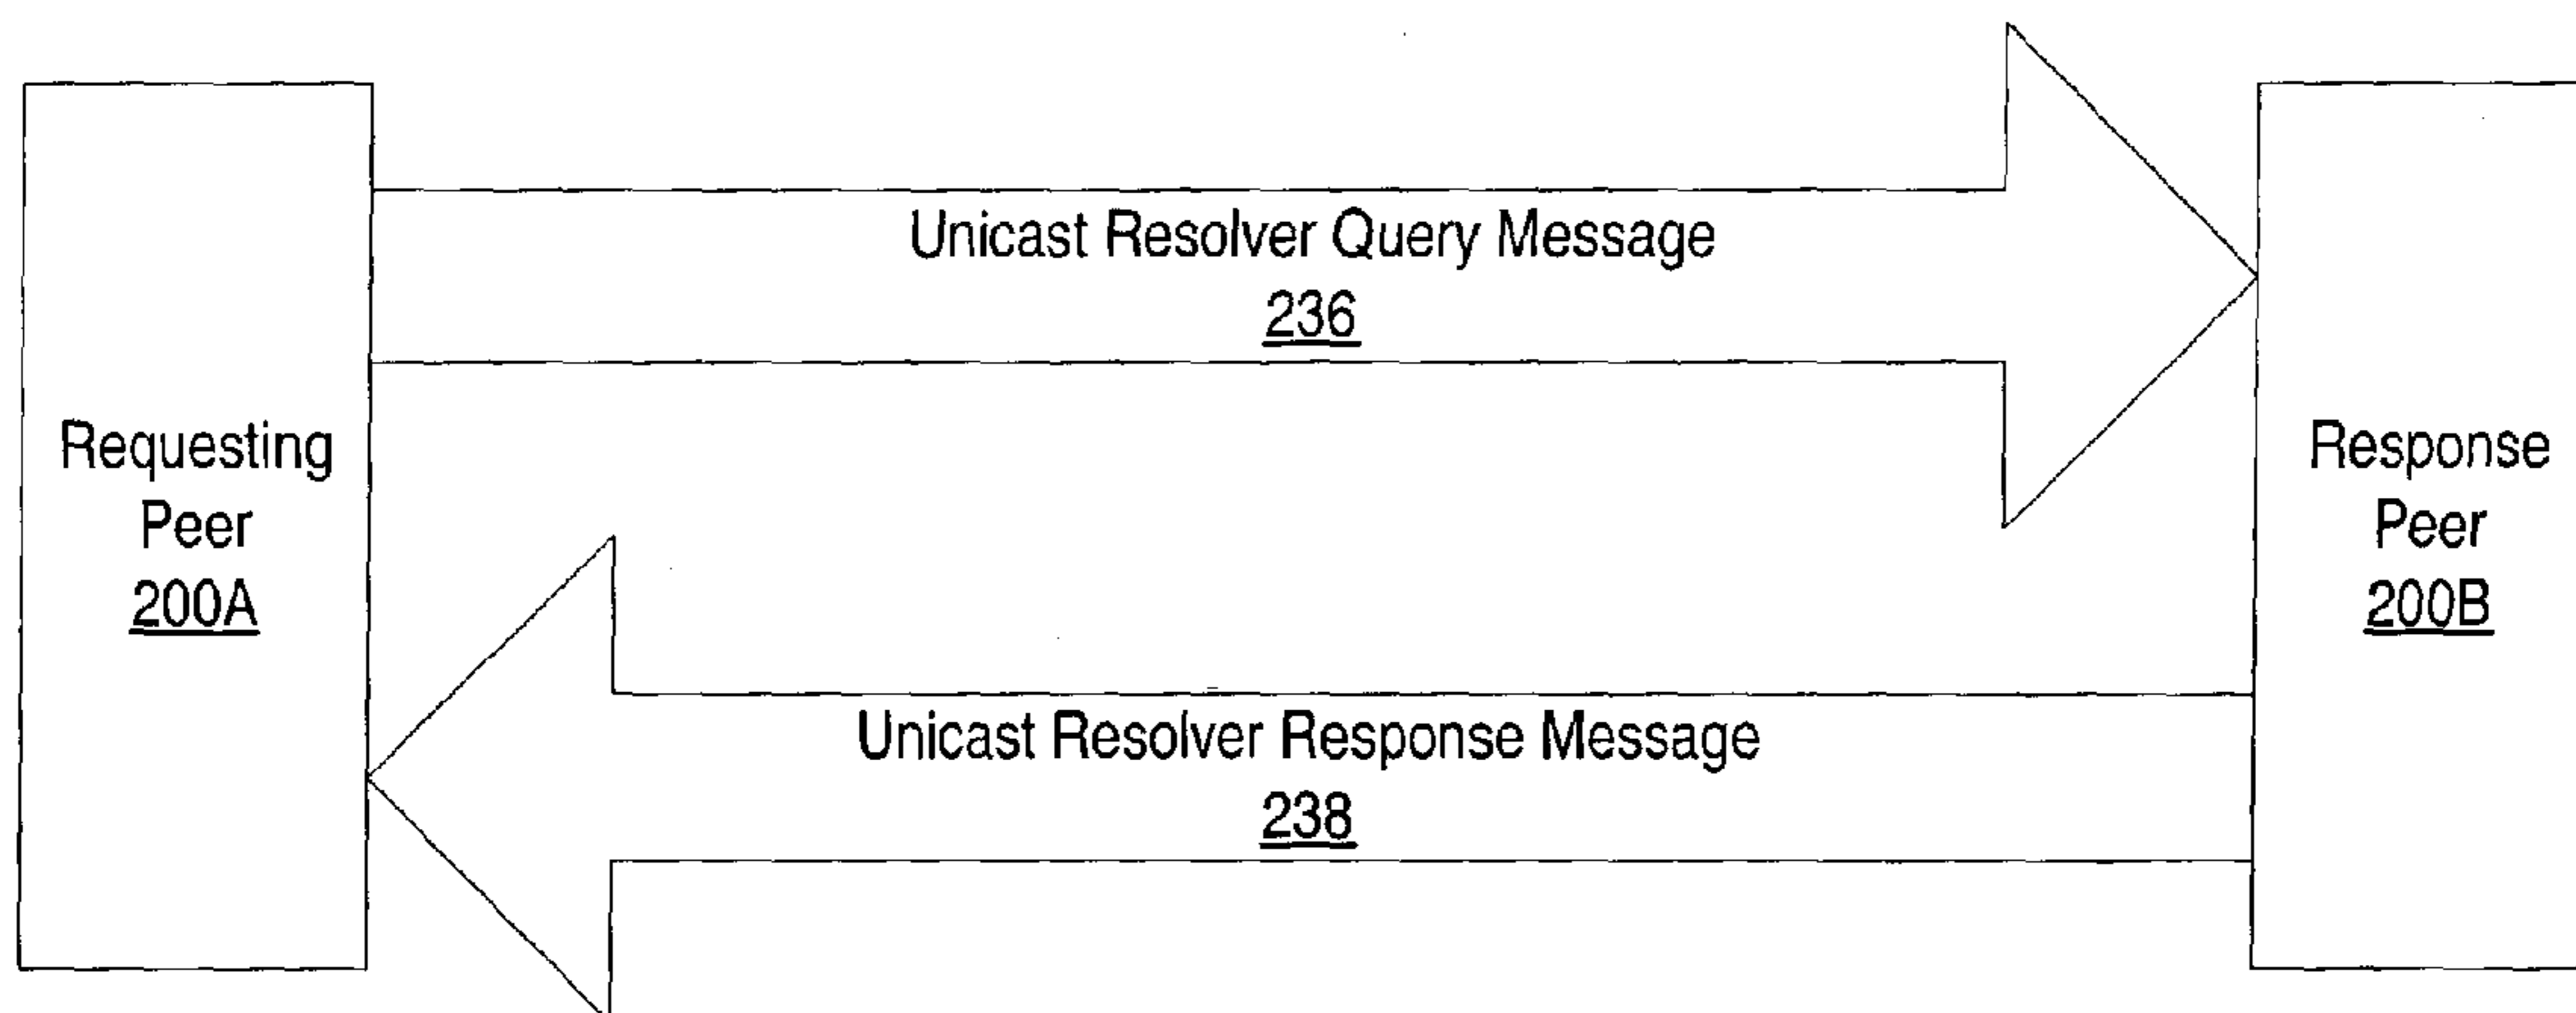 Unicast Resolver Query Message
236
Requesting
Peer
200A
Response
Peer
200B
Unicast Resolver Response Message
238